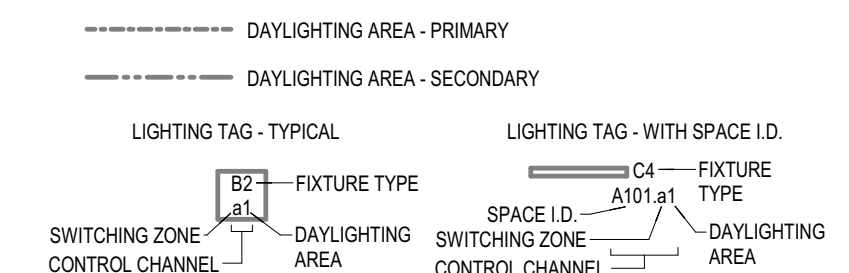 DAYLIGHTING AREA - PRIMARY
DAYLIGHTING AREA - SECONDARY
LIGHTING TAG - TYPICAL
B2
FIXTURE TYPE
a1
SWITCHING ZONE
DAYLIGHTING
AREA
CONTROL CHANNEL
LIGHTING TAG - WITH SPACE I.D.
C4
FIXTURE
TYPE
A101.a1
SPACE I.D.
SWITCHING ZONE
DAYLIGHTING
AREA
CONTROL CHANNEL